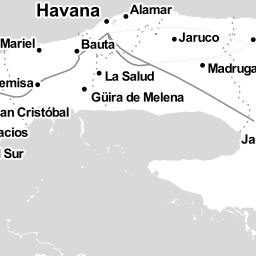 Havana
Alamar
Mariel
Bauta
Jaruco
La Salud
Madruga
emisa
Güira de Melena
an Cristóbal
acios
l Sur
Ja